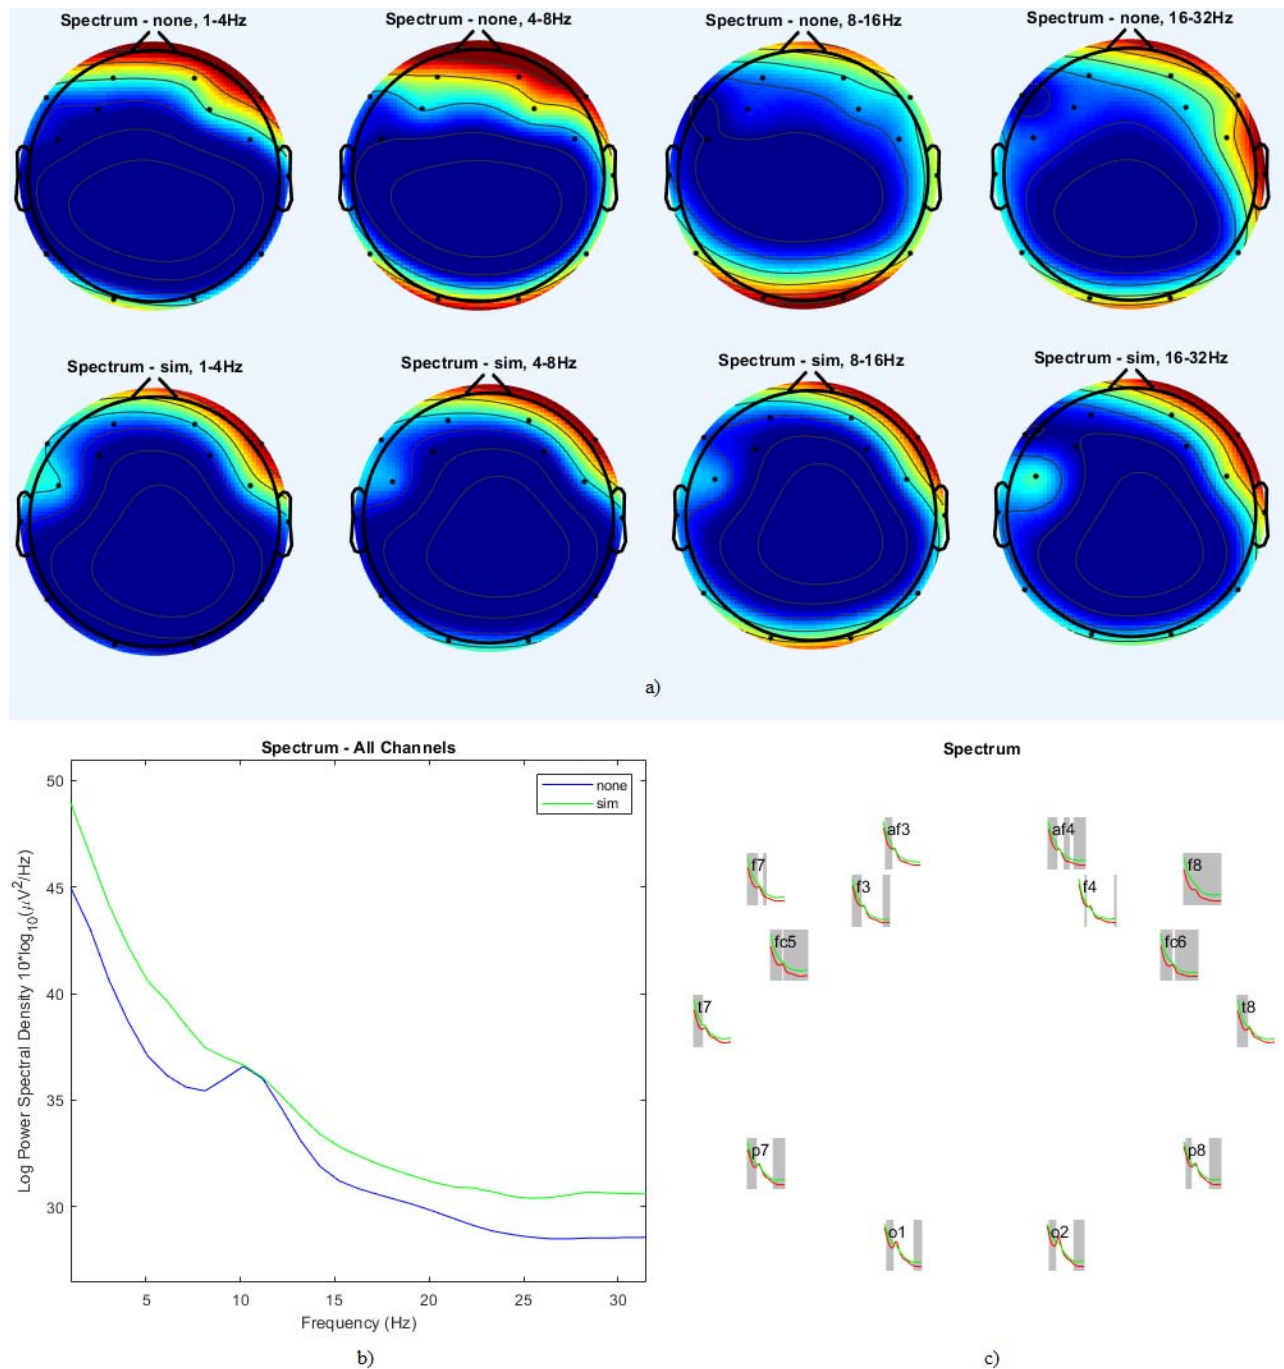 Spectrum - none, 1-4Hz
Spectrum - none, 4-8Hz
Spectrum - none, 8-16Hz
Spectrum - none, 16-32Hz
Spectrum - sim, 1-4Hz
Spectrum - sim, 4-8Hz
Spectrum - sim, 8-16Hz
Spectrum - sim, 16-32Hz
a)
Spectrum - All Channels
none
sim
50
45
40
35
30
Log Power Spectral Density 10*log10(μV2/Hz)
5
10
15
20
25
30
Frequency (Hz)
b)
Spectrum
af3
af4
f7
f8
f3
f4
fc5
fc6
t7
t8
p7
p8
o1
o2
c)